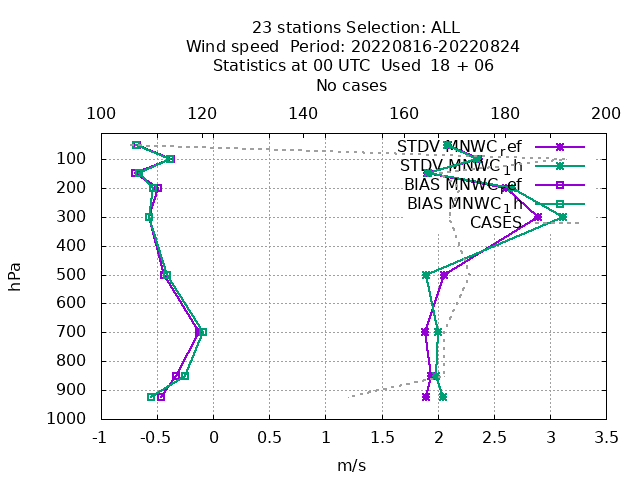 23 stations Selection: ALL
Wind speed  Period: 20220816-20220824
Statistics at 00 UTC  Used  18 + 06
No cases
100 120 140 160 180 200
STDV MNWC_ref
STDV MNWC_1h
BIAS MNWC_ref
BIAS MNWC_1h
CASES
100
200
300
400
500
600
700
800
900
1000
hPa
-1 -0.5 0 0.5 1 1.5 2 2.5 3 3.5
m/s